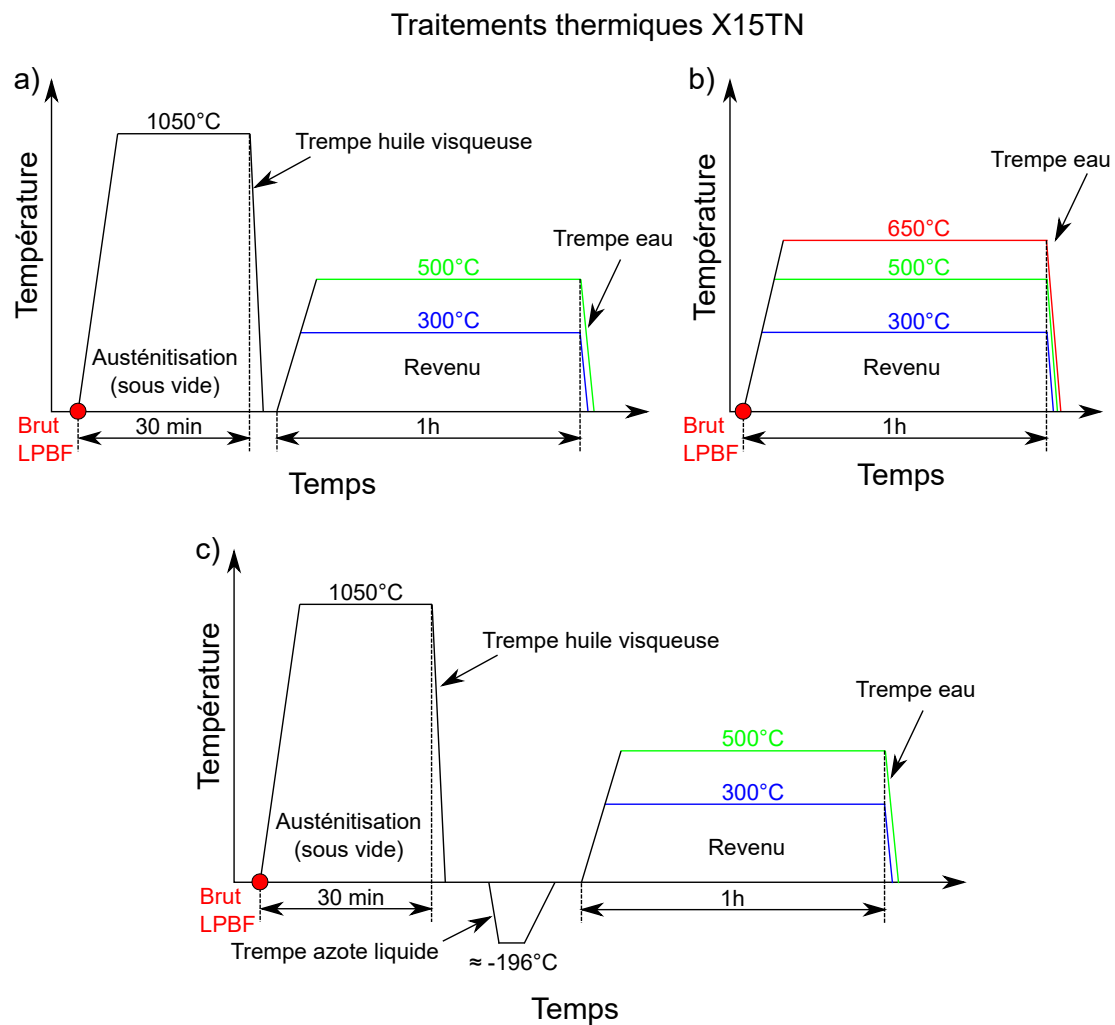 Traitements thermiques X15TN
a)
Température
1050°C
Trempe huile visqueuse
Trempe eau
500°C
300°C
Austénitisation
(sous vide)
Revenu
Brut
LPBF
30 min
1h
Temps
b)
Température
Trempe eau
650°C
500°C
300°C
Revenu
Brut
LPBF
1h
Temps
c)
Température
1050°C
Trempe huile visqueuse
Trempe eau
500°C
300°C
Austénitisation
(sous vide)
Revenu
Brut
LPBF
30 min
1h
Trempe azote liquide
≈ -196°C
Temps